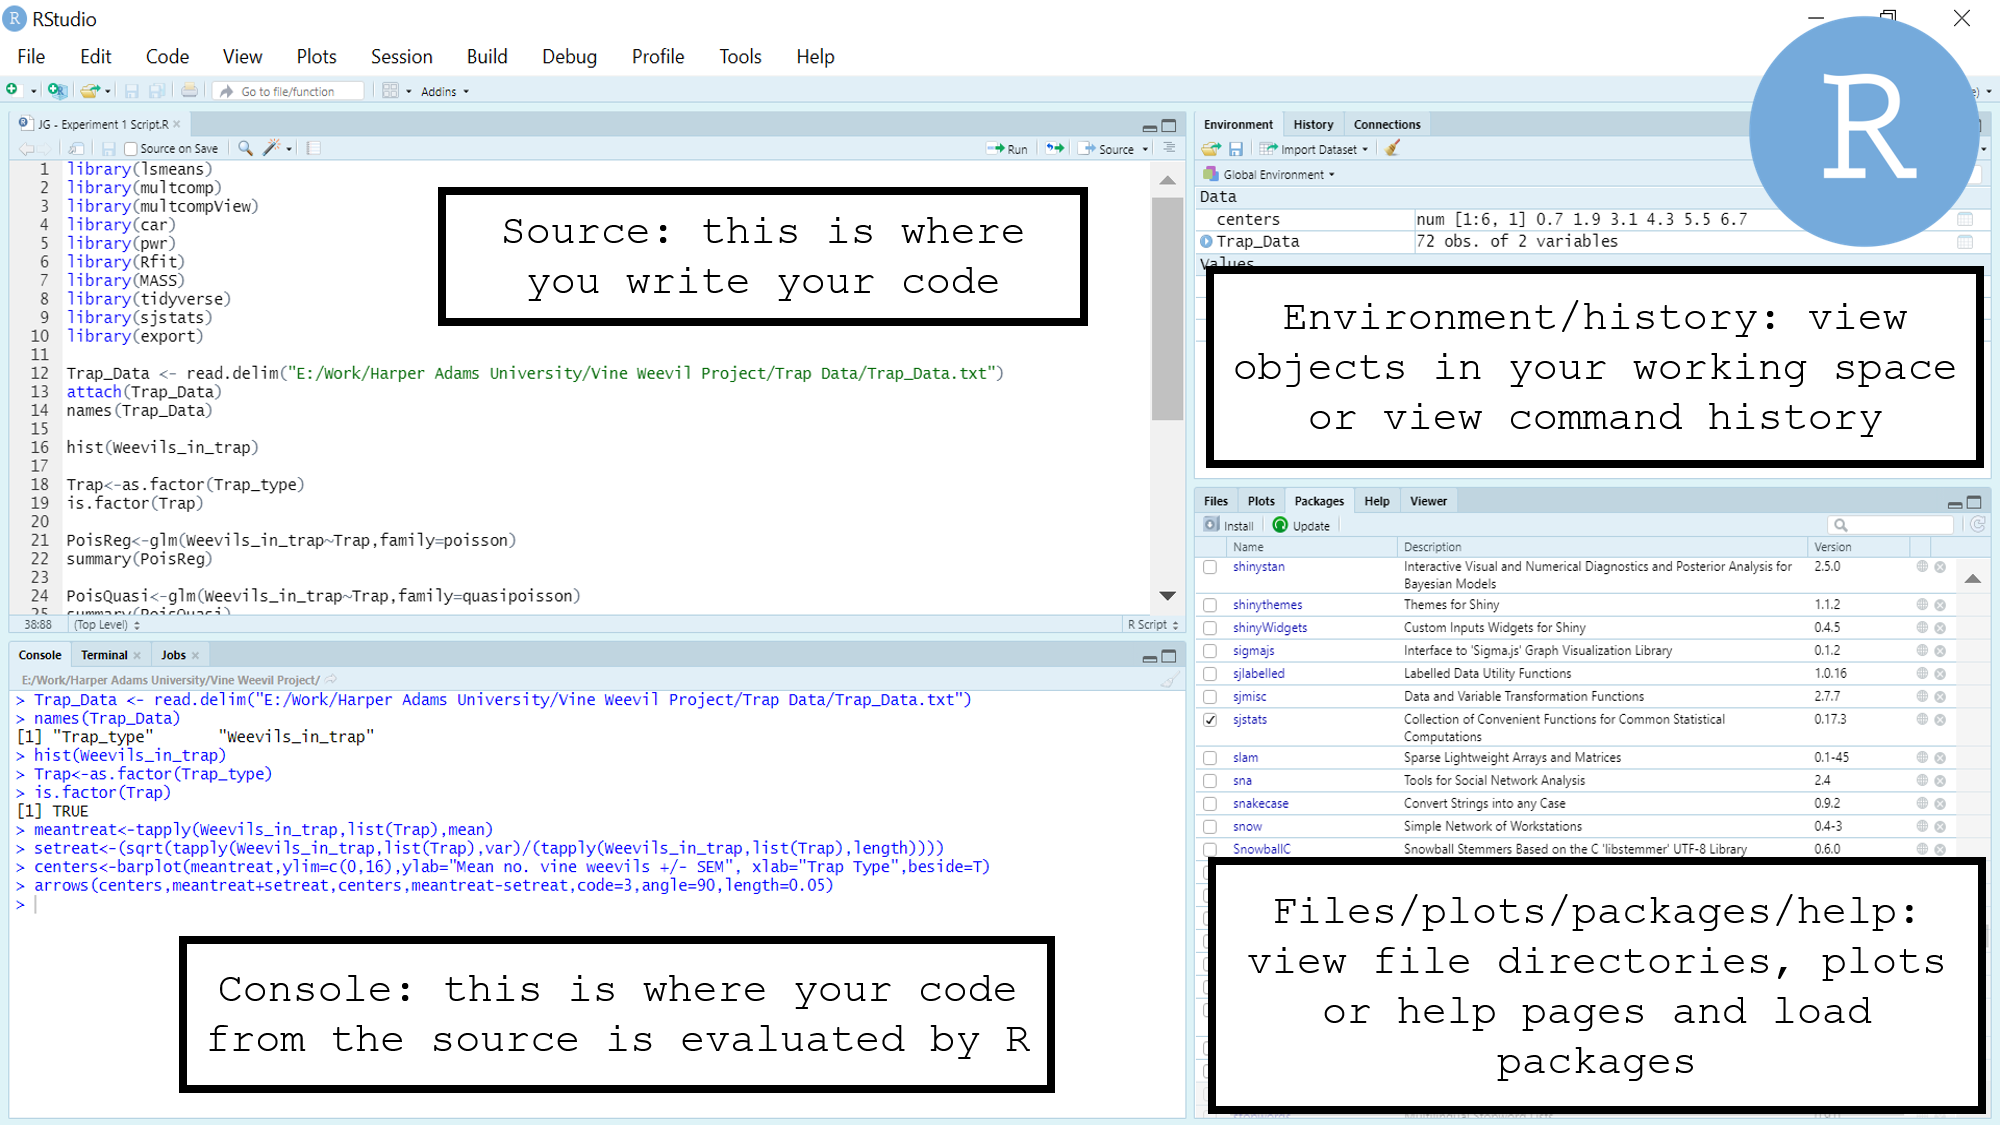 RStudio
File Edit Code View Plots Session Build Debug Profile Tools Help
Go to file/function Addins
JG - Experiment 1 Script.R
Source on Save Run Source
1 library(lsmeans)
2 library(multcomp)
3 library(multcompView)
4 library(car)
5 library(pwr)
6 library(Rfit)
7 library(MASS)
8 library(tidyverse)
9 library(sjstats)
10 library(export)
11
12 Trap_Data <- read.delim("E:/Work/Harper Adams University/Vine Weevil Project/Trap Data/Trap_Data.txt")
13 attach(Trap_Data)
14 names(Trap_Data)
15
16 hist(Weevils_in_trap)
17
18 Trap<-as.factor(Trap_type)
19 is.factor(Trap)
20
21 PoisReg<-glm(Weevils_in_trap~Trap,family=poisson)
22 summary(PoisReg)
23
24 PoisQuasi<-glm(Weevils_in_trap~Trap,family=quasipoisson)
25 summary(PoisQuasi)
38:88 (Top Level) R Script
Source: this is where
you write your code
Console Terminal Jobs
E:/Work/Harper Adams University/Vine Weevil Project/
> Trap_Data <- read.delim("E:/Work/Harper Adams University/Vine Weevil Project/Trap Data/Trap_Data.txt")
> names(Trap_Data)
[1] "Trap_type" "Weevils_in_trap"
> hist(Weevils_in_trap)
> Trap<-as.factor(Trap_type)
> is.factor(Trap)
[1] TRUE
> meantreat<-tapply(Weevils_in_trap,list(Trap),mean)
> setreat<-(sqrt(tapply(Weevils_in_trap,list(Trap),var)/(tapply(Weevils_in_trap,list(Trap),length))))
> centers<-barplot(meantreat,ylim=c(0,16),ylab="Mean no. vine weevils +/- SEM", xlab="Trap Type",beside=T)
> arrows(centers,meantreat+setreat,centers,meantreat-setreat,code=3,angle=90,length=0.05)
>
Console: this is where your code
from the source is evaluated by R
R
Environment History Connections
Import Dataset
Global Environment
Data
centers num [1:6, 1] 0.7 1.9 3.1 4.3 5.5 6.7
Trap_Data 72 obs. of 2 variables
Values
Environment/history: view
objects in your working space
or view command history
Files Plots Packages Help Viewer
Install Update
Name Description Version
shinystan Interactive Visual and Numerical Diagnostics and Posterior Analysis for 2.5.0
Bayesian Models
shinythemes Themes for Shiny 1.1.2
shinyWidgets Custom Inputs Widgets for Shiny 0.4.5
sigmajs Interface to 'Sigma.js' Graph Visualization Library 0.1.2
sjlabelled Labelled Data Utility Functions 1.0.16
sjmisc Data and Variable Transformation Functions 2.7.7
sjstats Collection of Convenient Functions for Common Statistical 0.17.3
Computations
slam Sparse Lightweight Arrays and Matrices 0.1-45
sna Tools for Social Network Analysis 2.4
snakecase Convert Strings into any Case 0.9.2
snow Simple Network of Workstations 0.4-3
SnowballC Snowball Stemmers Based on the C 'libstemmer' UTF-8 Library 0.6.0
Files/plots/packages/help:
view file directories, plots
or help pages and load
packages